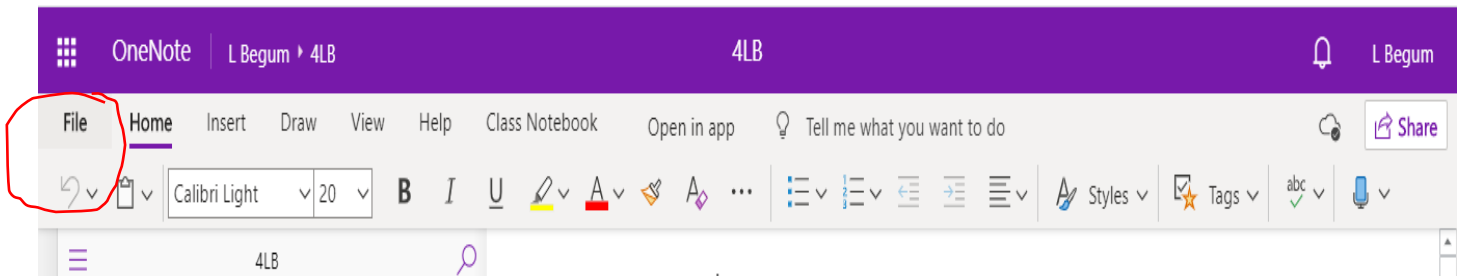 OneNote L Begum ▸ 4LB 4LB L Begum
File Home Insert Draw View Help Class Notebook Open in app Tell me what you want to do Share
Calibri Light 20 B I U A A Styles Tags abc
4LB